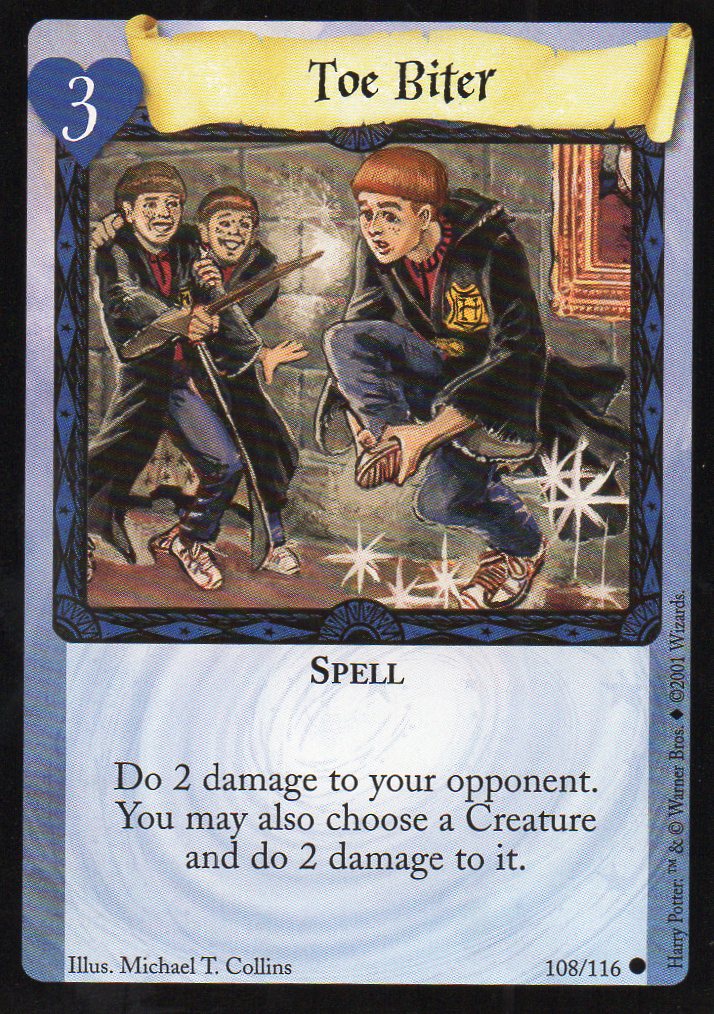 Toe Biter
3
H
SPELL
Do 2 damage to your opponent.
You may also choose a Creature
and do 2 damage to it.
Illus. Michael T. Collins
108/116 ●
Harry Potter, ™ & © Warner Bros. ◆ ©2001 Wizards.